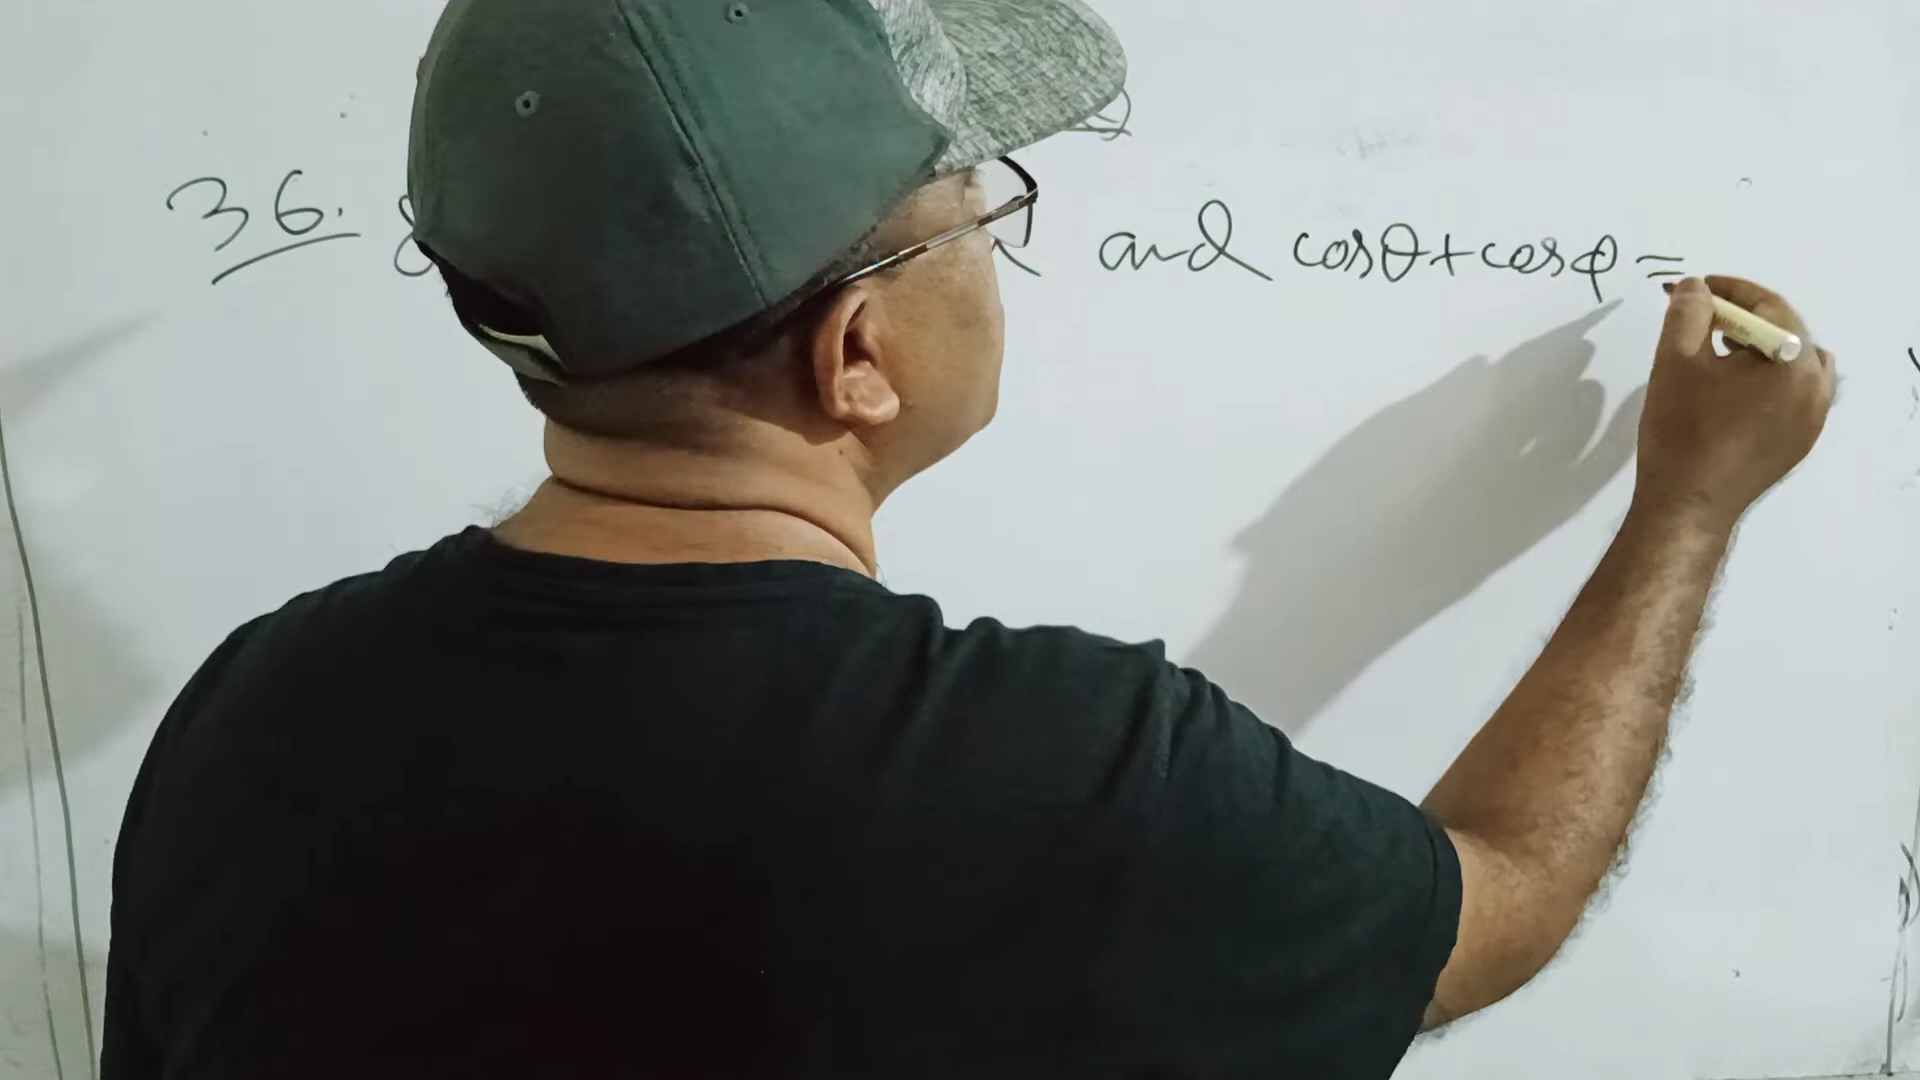 36. and cosθ+cosφ =